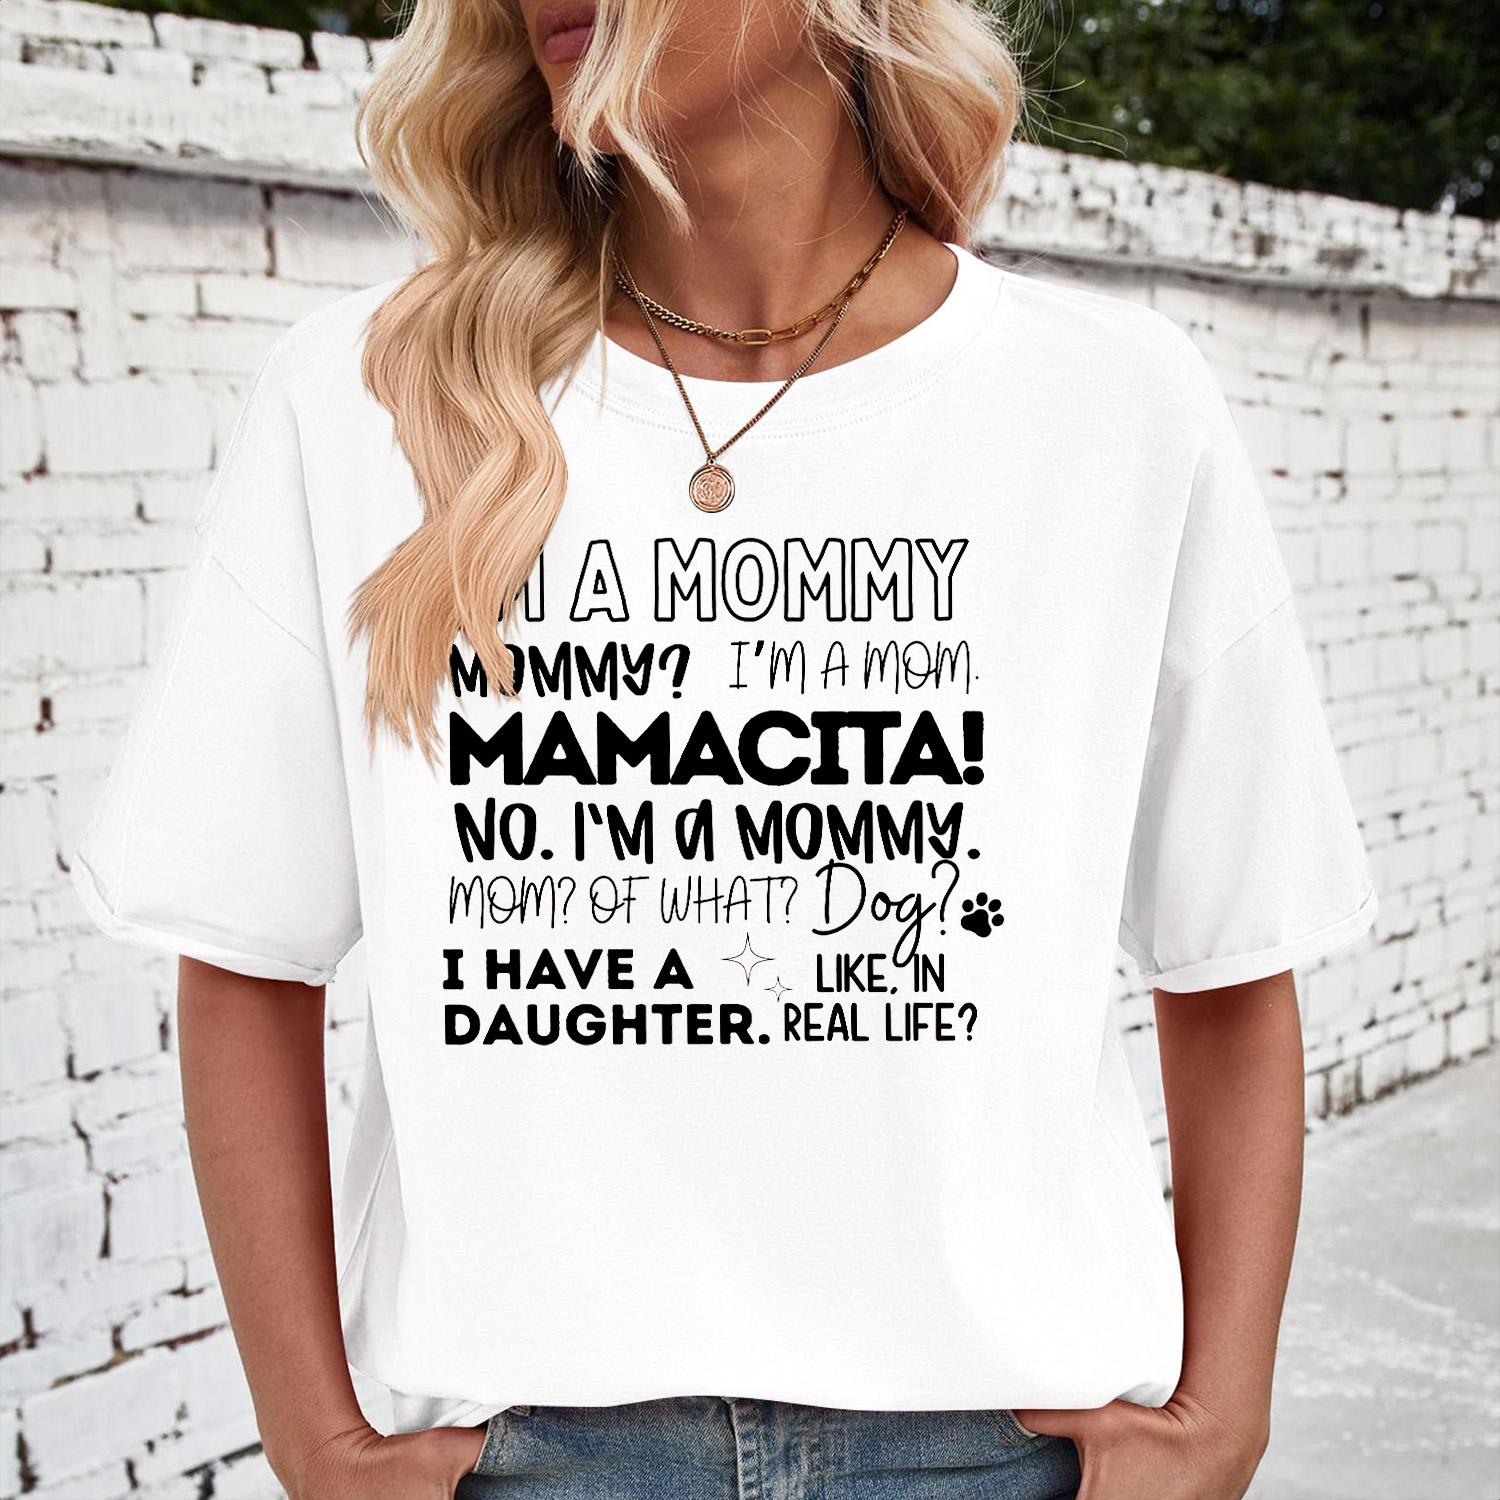 I'M A MOMMY
MOMMY? I'M A MOM.
MAMACITA!
NO. I'M a MOMMY.
MOM? OF WHAT? Dog?
I HAVE A LIKE, IN
DAUGHTER. REAL LIFE?